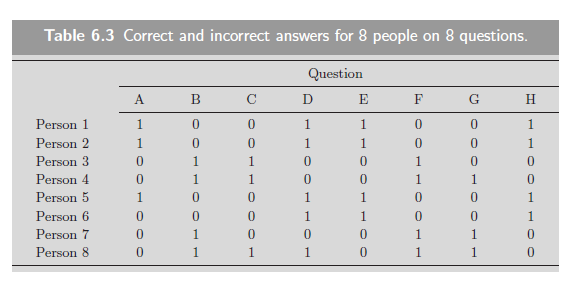 Table 6.3 Correct and incorrect answers for 8 people on 8 questions.
Question
A B C D E F G H
Person 1 1 0 0 1 1 0 0 1
Person 2 1 0 0 1 1 0 0 1
Person 3 0 1 1 0 0 1 0 0
Person 4 0 1 1 0 0 1 1 0
Person 5 1 0 0 1 1 0 0 1
Person 6 0 0 0 1 1 0 0 1
Person 7 0 1 0 0 0 1 1 0
Person 8 0 1 1 1 0 1 1 0